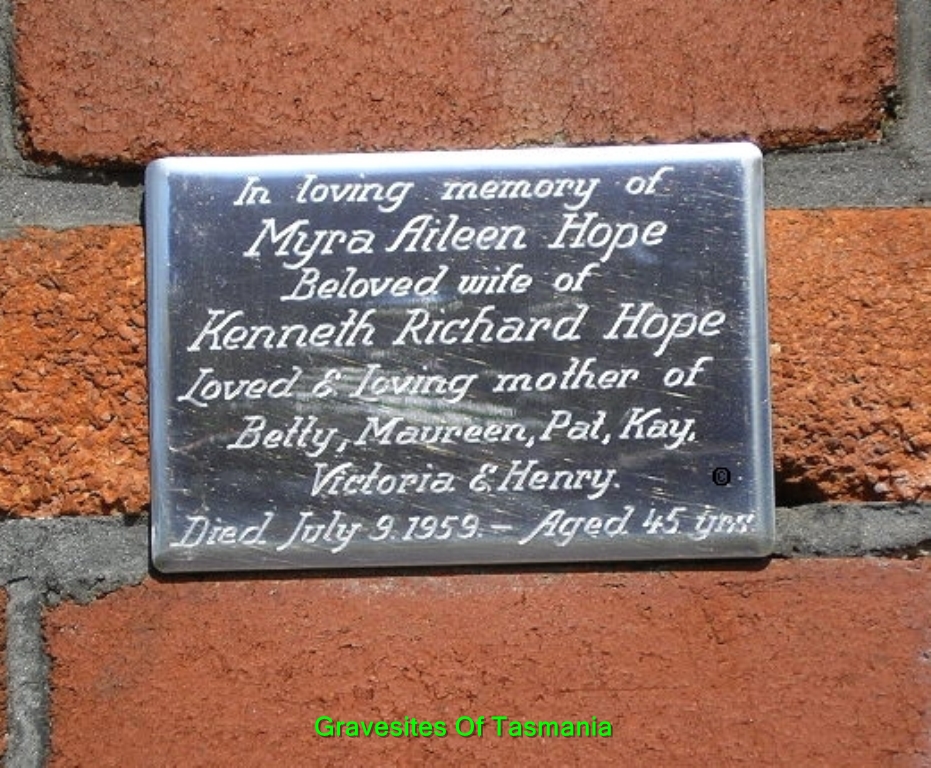 In loving memory of
Myra Aileen Hope
Beloved wife of
Kenneth Richard Hope
Loved & loving mother of
Betty, Maureen, Pat, Kay,
Victoria & Henry.
©
Died July 9.1959. – Aged 45 yrs
Gravesites Of Tasmania